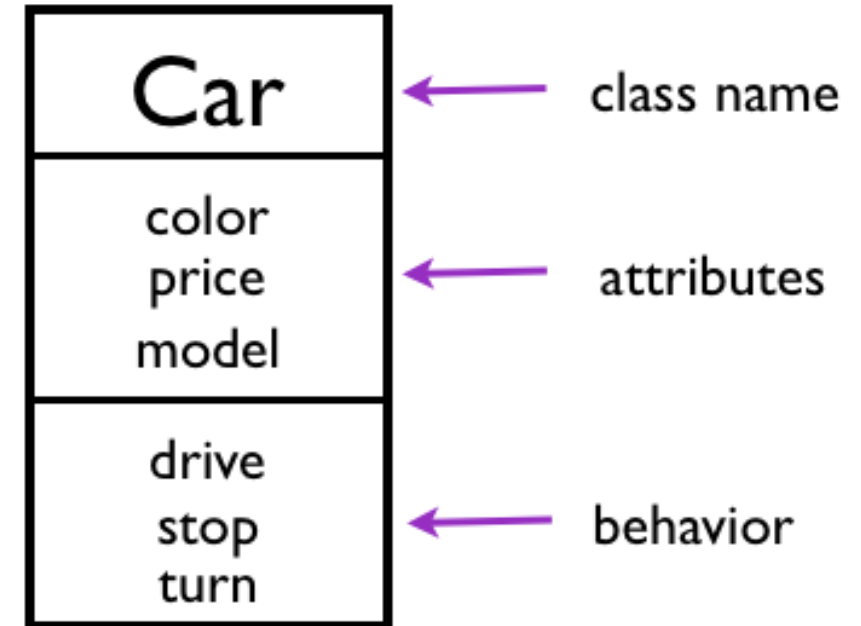 Car
class name
color
price
attributes
model
drive
stop
behavior
turn